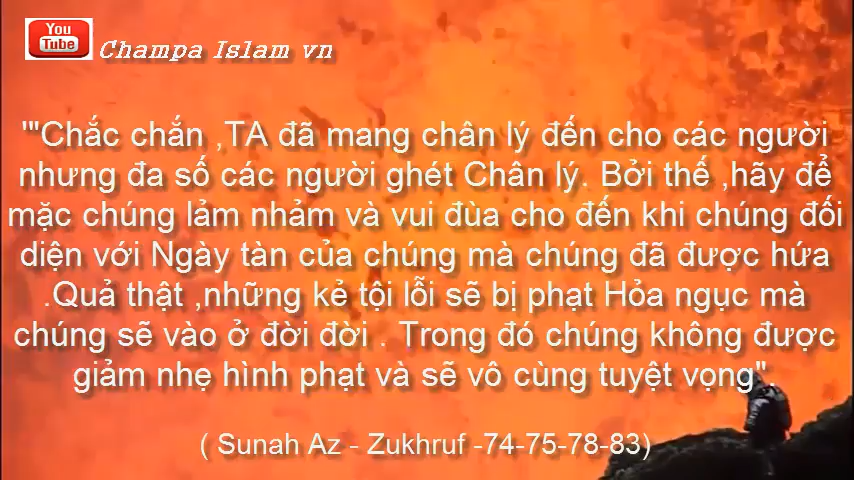 You
Tube
Champa Islam vn
'"Chắc chắn ,TA đã mang chân lý đến cho các người
nhưng đa số các người ghét Chân lý. Bởi thế ,hãy để
mặc chúng lảm nhảm và vui đùa cho đến khi chúng đối
diện với Ngày tàn của chúng mà chúng đã được hứa
.Quả thật ,những kẻ tội lỗi sẽ bị phạt Hỏa ngục mà
chúng sẽ vào ở đời đời . Trong đó chúng không được
giảm nhẹ hình phạt và sẽ vô cùng tuyệt vọng".
( Sunah Az - Zukhruf -74-75-78-83)